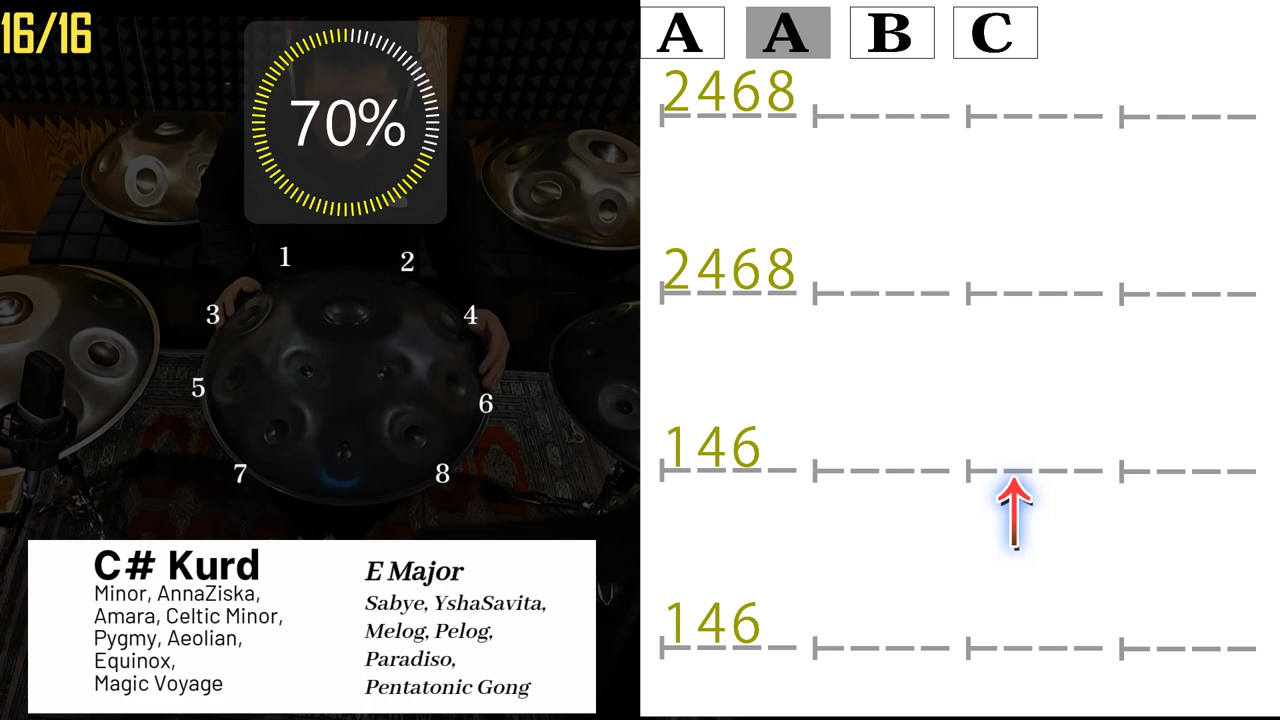 16/16
70%
1
2
3
4
5
6
7
8
C# Kurd
Minor, AnnaZiska,
Amara, Celtic Minor,
Pygmy, Aeolian,
Equinox,
Magic Voyage
E Major
Sabye, YshaSavita,
Melog, Pelog,
Paradiso,
Pentatonic Gong
A A B C
2468
2468
146
146